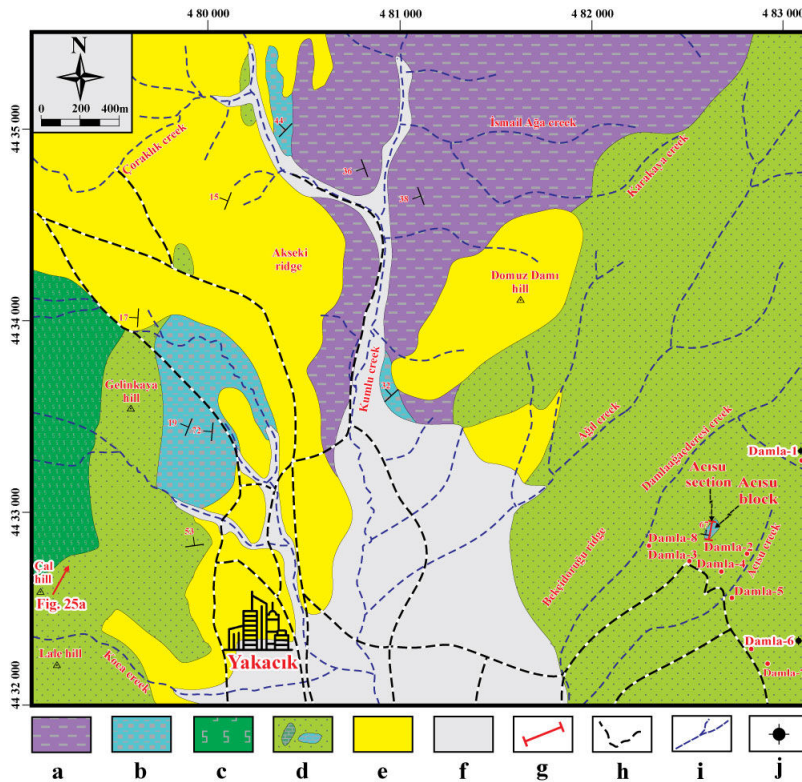 4 80 000 4 81 000 4 82 000 4 83 000
N
0 200 400m
44 35 000
44 34 000
44 33 000
44 32 000
Çoraklık creek
İsmail Ağa creek
Karakaya creek
44
36
38
15
Akseki
ridge
Domuz Damı
hill
17
Kumlu creek
32
Gelinkaya
hill
49
72
Ağıl creek
Damlaağacıderesi creek
Damla-1
Acısu
section
Acısu
block
53
Damla-8
Damla-2
Damla-3
Damla-4
Acısu creek
Bekvidoruğu ridge
Çal
hill
Fig. 25a
Damla-5
Yakacık
Damla-6
Lale hill
Koca creek
Damla-
a b c d e f g h i j